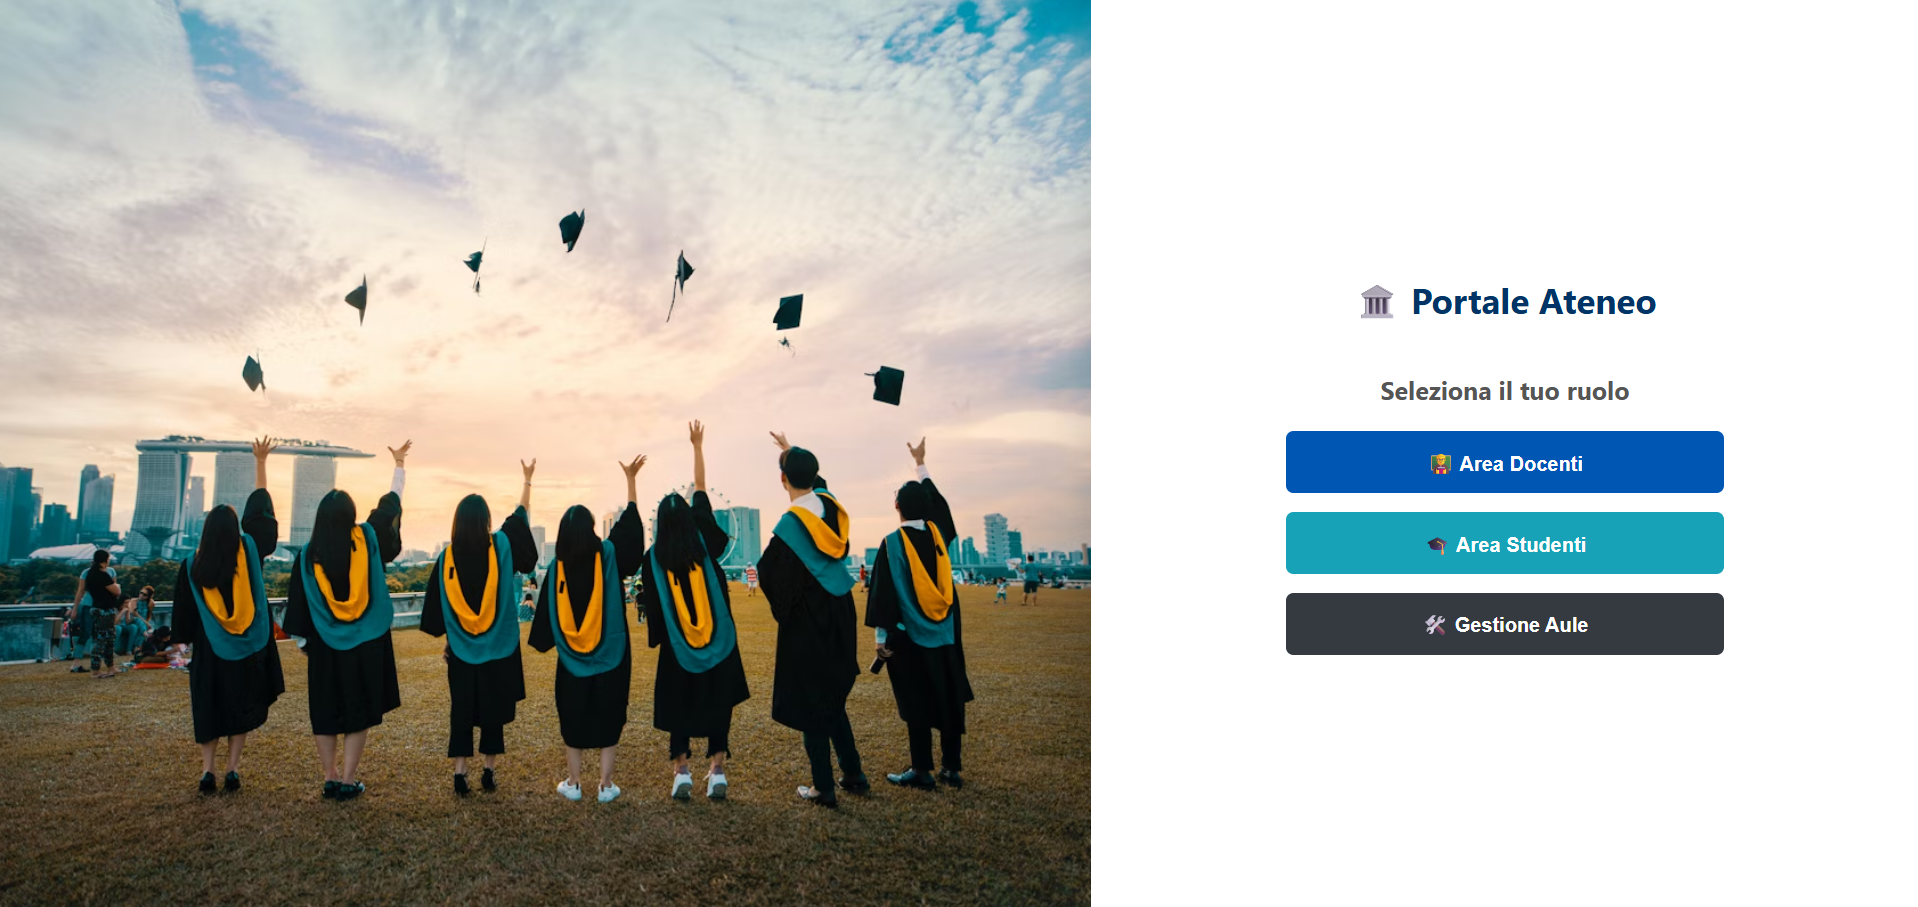 Portale Ateneo
Seleziona il tuo ruolo
Area Docenti
Area Studenti
Gestione Aule